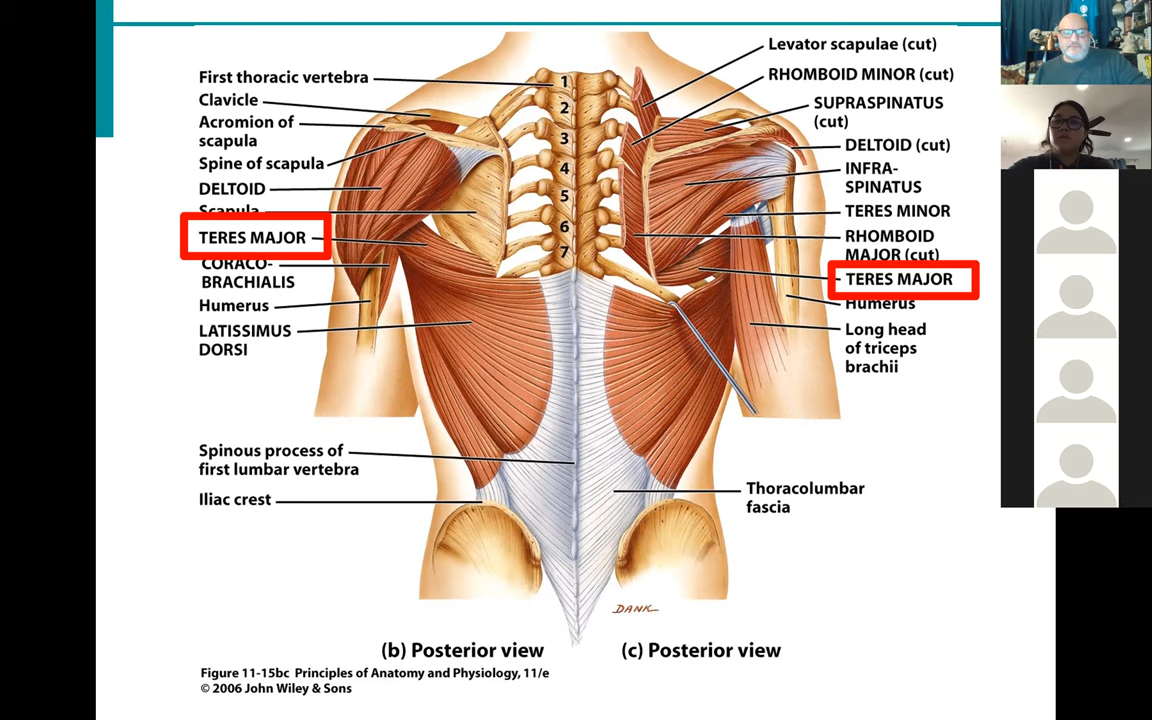 First thoracic vertebra
Clavicle
Acromion of
scapula
Spine of scapula
DELTOID
Scapula
TERES MAJOR
CORACO-
BRACHIALIS
Humerus
LATISSIMUS
DORSI
Spinous process of
first lumbar vertebra
Iliac crest
1
2
3
4
5
6
7
Levator scapulae (cut)
RHOMBOID MINOR (cut)
SUPRASPINATUS
(cut)
DELTOID (cut)
INFRA-
SPINATUS
TERES MINOR
RHOMBOID
MAJOR (cut)
TERES MAJOR
Humerus
Long head
of triceps
brachii
Thoracolumbar
fascia
DANK
(b) Posterior view
(c) Posterior view
Figure 11-15bc Principles of Anatomy and Physiology, 11/e
© 2006 John Wiley & Sons